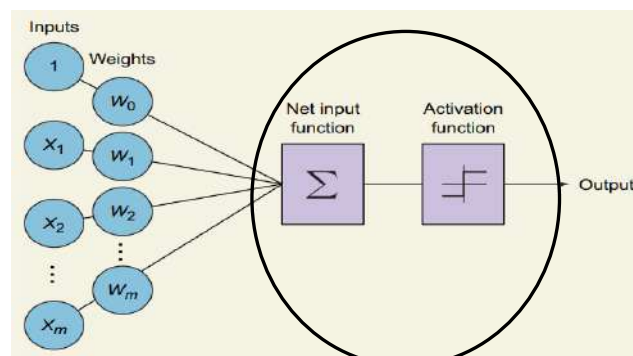 Inputs
Weights
1
w0
x1
w1
x2
w2
⋮
⋮
xm
wm
Net input
function
Σ
Activation
function
Output